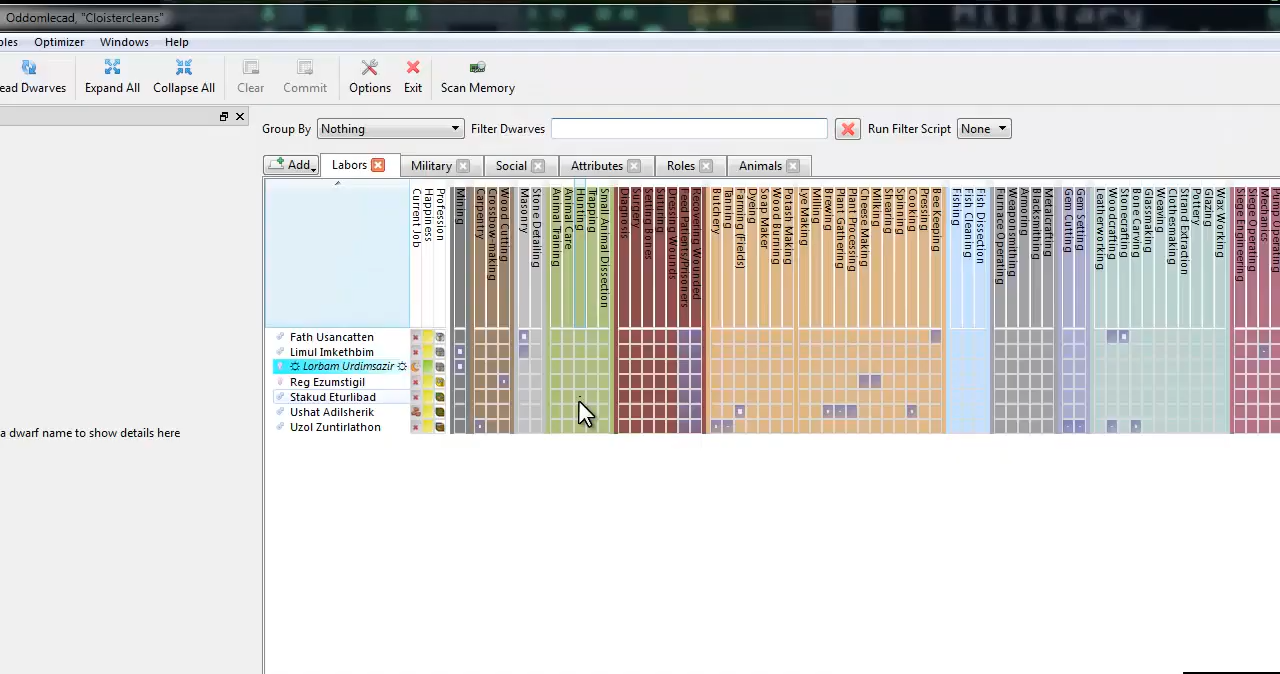 Oddomlecad, "Cloistercleans"
Military
oles Optimizer Windows Help
ead Dwarves Expand All Collapse All Clear Commit Options Exit Scan Memory
Group By Nothing Filter Dwarves Run Filter Script None
Add Labors Military Social Attributes Roles Animals
Current Job
Happiness
Profession
Mining
Carpentry
Crossbow-making
Wood Cutting
Masonry
Stone Detailing
Animal Training
Animal Care
Hunting
Trapping
Small Animal Dissection
Diagnosis
Surgery
Setting Bones
Suturing
Dressing Wounds
Feed Patients/Prisoners
Recovering Wounded
Butchery
Tanning
Farming (Fields)
Dyeing
Soap Maker
Wood Burning
Potash Making
Lye Making
Milling
Brewing
Plant Gathering
Plant Processing
Cheese Making
Milking
Shearing
Spinning
Cooking
Pressing
Bee Keeping
Fishing
Fish Cleaning
Fish Dissection
Furnace Operating
Weaponsmithing
Armoring
Blacksmithing
Metalcrafting
Gem Cutting
Gem Setting
Leatherworking
Woodcrafting
Stonecrafting
Bone Carving
Glassmaking
Weaving
Clothesmaking
Strand Extraction
Pottery
Glazing
Wax Working
Siege Engineering
Siege Operating
Mechanics
Pump Operating
Fath Usancatten
Limul Imkethbim
Lorbam Urdimsazir
Reg Ezumstigil
Stakud Eturlibad
Ushat Adilsherik
Uzol Zuntirlathon
a dwarf name to show details here